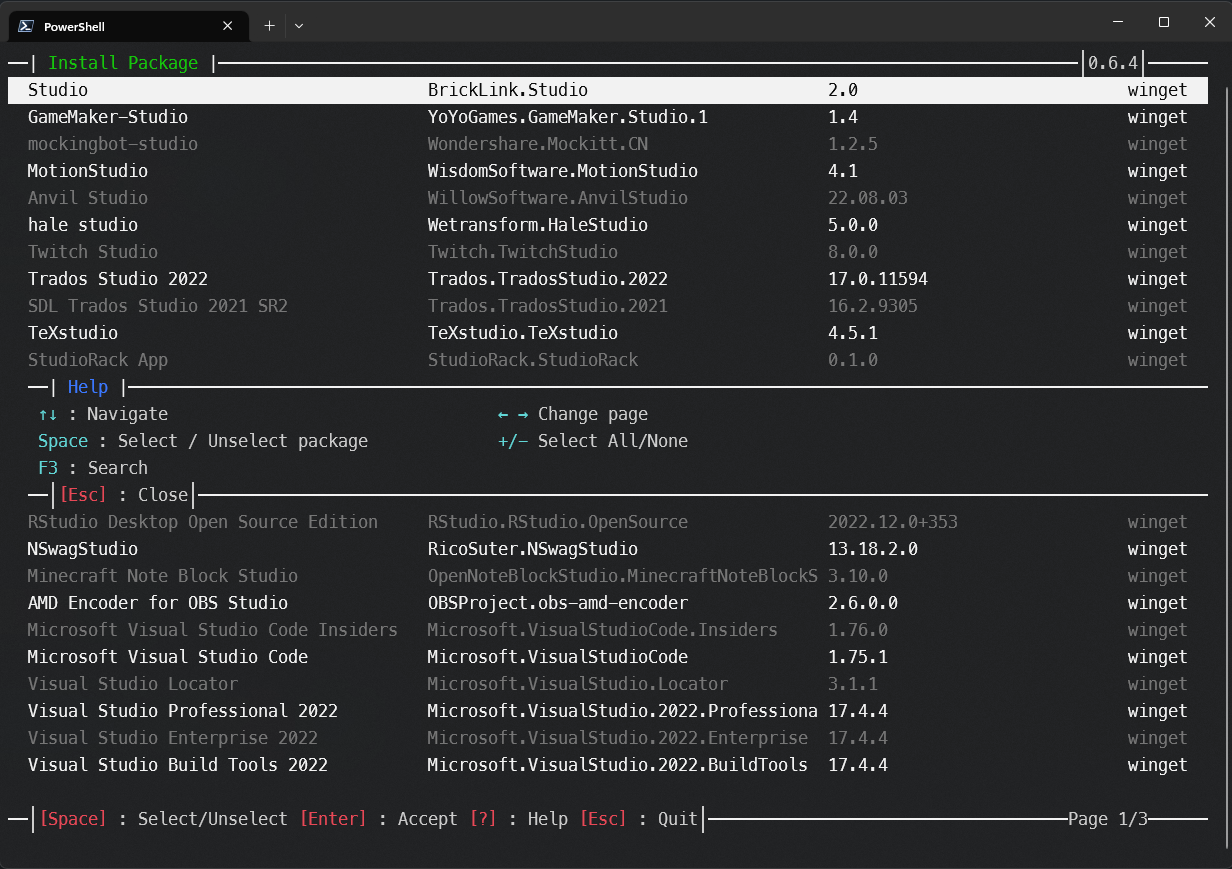 PowerShell
Install Package 0.6.4
Studio BrickLink.Studio 2.0 winget
GameMaker-Studio YoYoGames.GameMaker.Studio.1 1.4 winget
mockingbot-studio Wondershare.Mockitt.CN 1.2.5 winget
MotionStudio WisdomSoftware.MotionStudio 4.1 winget
Anvil Studio WillowSoftware.AnvilStudio 22.08.03 winget
hale studio Wetransform.HaleStudio 5.0.0 winget
Twitch Studio Twitch.TwitchStudio 8.0.0 winget
Trados Studio 2022 Trados.TradosStudio.2022 17.0.11594 winget
SDL Trados Studio 2021 SR2 Trados.TradosStudio.2021 16.2.9305 winget
TeXstudio TeXstudio.TeXstudio 4.5.1 winget
StudioRack App StudioRack.StudioRack 0.1.0 winget
Help
↑↓ : Navigate ← → Change page
Space : Select / Unselect package +/- Select All/None
F3 : Search
[Esc] : Close
RStudio Desktop Open Source Edition RStudio.RStudio.OpenSource 2022.12.0+353 winget
NSwagStudio RicoSuter.NSwagStudio 13.18.2.0 winget
Minecraft Note Block Studio OpenNoteBlockStudio.MinecraftNoteBlockS 3.10.0 winget
AMD Encoder for OBS Studio OBSProject.obs-amd-encoder 2.6.0.0 winget
Microsoft Visual Studio Code Insiders Microsoft.VisualStudioCode.Insiders 1.76.0 winget
Microsoft Visual Studio Code Microsoft.VisualStudioCode 1.75.1 winget
Visual Studio Locator Microsoft.VisualStudio.Locator 3.1.1 winget
Visual Studio Professional 2022 Microsoft.VisualStudio.2022.Professiona 17.4.4 winget
Visual Studio Enterprise 2022 Microsoft.VisualStudio.2022.Enterprise 17.4.4 winget
Visual Studio Build Tools 2022 Microsoft.VisualStudio.2022.BuildTools 17.4.4 winget
[Space] : Select/Unselect [Enter] : Accept [?] : Help [Esc] : Quit Page 1/3